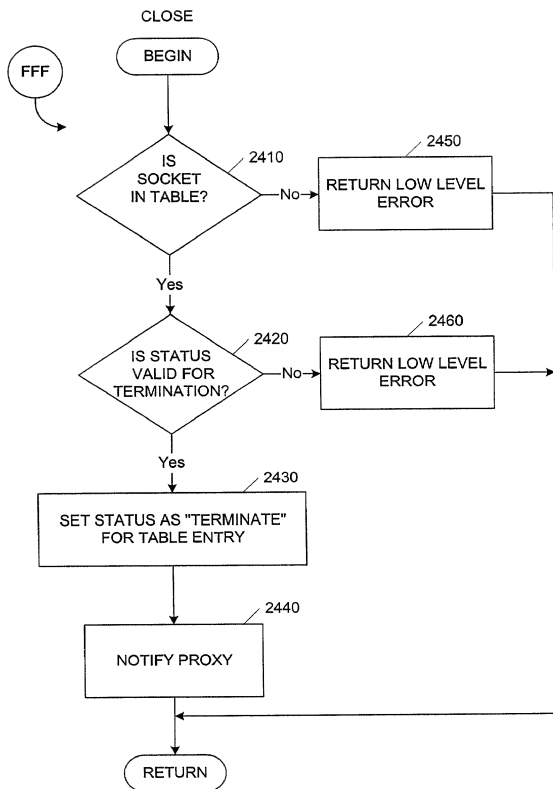 CLOSE
BEGIN
FFF
2410
IS
SOCKET
IN TABLE?
No
2450
RETURN LOW LEVEL
ERROR
Yes
2420
IS STATUS
VALID FOR
TERMINATION?
No
2460
RETURN LOW LEVEL
ERROR
Yes
2430
SET STATUS AS "TERMINATE"
FOR TABLE ENTRY
2440
NOTIFY PROXY
RETURN